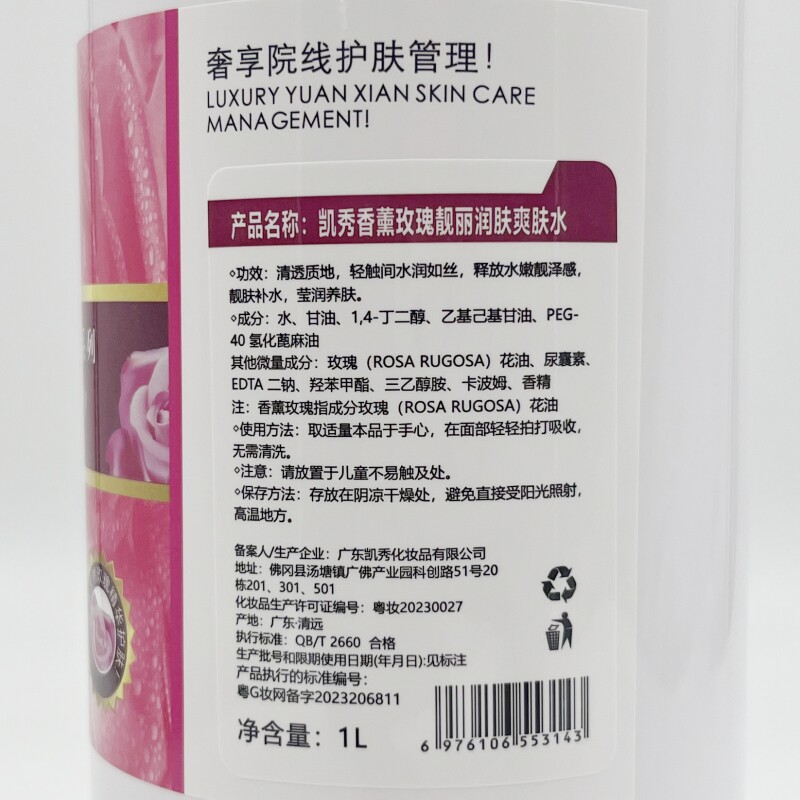 奢享院线护肤管理!
LUXURY YUAN XIAN SKIN CARE
MANAGEMENT!
产品名称：凯秀香薰玫瑰靓丽润肤爽肤水
◇功效：清透质地，轻触间水润如丝，释放水嫩靓泽感，
靓肤补水，莹润养肤。
◇成分：水、甘油、1,4-丁二醇、乙基己基甘油、PEG-
40 氢化蓖麻油
其他微量成分：玫瑰（ROSA RUGOSA）花油、尿囊素、
EDTA 二钠、羟苯甲酯、三乙醇胺、卡波姆、香精
注：香薰玫瑰指成分玫瑰（ROSA RUGOSA）花油
◇使用方法：取适量本品于手心，在面部轻轻拍打吸收，
无需清洗。
◇注意：请放置于儿童不易触及处。
◇保存方法：存放在阴凉干燥处，避免直接受阳光照射，
高温地方。
备案人/生产企业：广东凯秀化妆品有限公司
地址：佛冈县汤塘镇广佛产业园科创路51号20
栋201、301、501
化妆品生产许可证编号：粤妆20230027
产地：广东·清远
执行标准：QB/T 2660 合格
生产批号和限期使用日期(年月日):见标注
产品执行的标准编号：
粤G妆网备字2023206811
净含量：1L
6 976106 553143
列